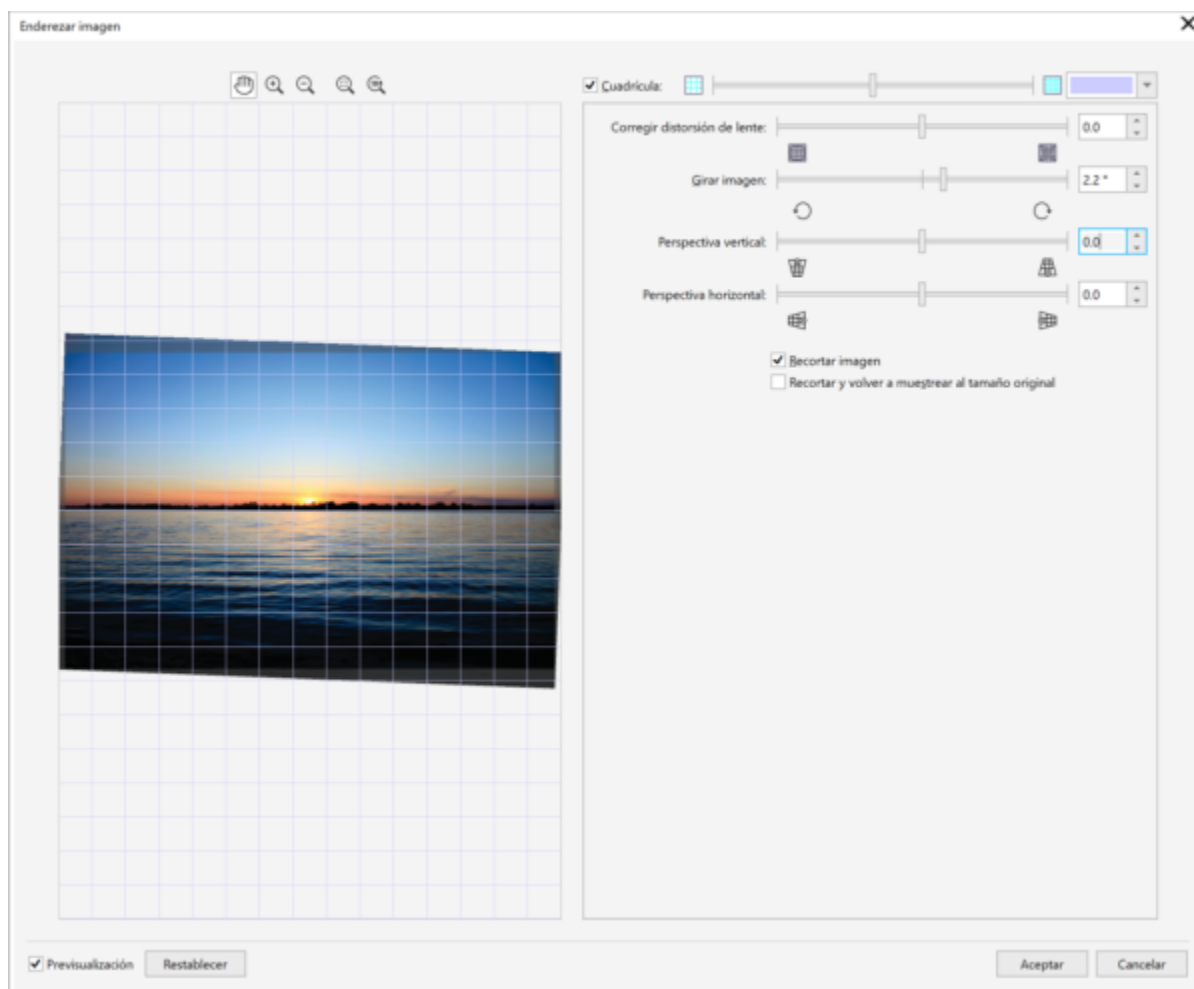 Enderezar imagen
Cuadrícula:
Corregir distorsión de lente: 0.0
Girar imagen: 2.2 °
Perspectiva vertical: 0.0
Perspectiva horizontal: 0.0
Recortar imagen
Recortar y volver a muestrear al tamaño original
Previsualización Restablecer Aceptar Cancelar